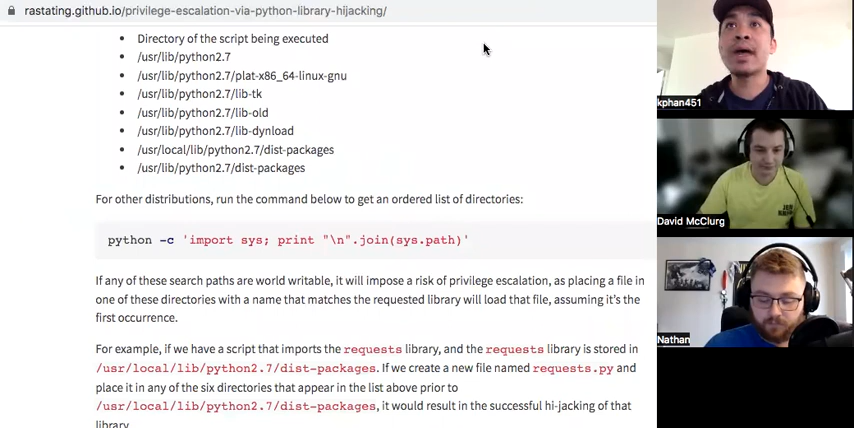 rastating.github.io/privilege-escalation-via-python-library-hijacking/
Directory of the script being executed
/usr/lib/python2.7
/usr/lib/python2.7/plat-x86_64-linux-gnu
/usr/lib/python2.7/lib-tk
/usr/lib/python2.7/lib-old
/usr/lib/python2.7/lib-dynload
/usr/local/lib/python2.7/dist-packages
/usr/lib/python2.7/dist-packages
For other distributions, run the command below to get an ordered list of directories:
python -c 'import sys; print "\n".join(sys.path)'
If any of these search paths are world writable, it will impose a risk of privilege escalation, as placing a file in
one of these directories with a name that matches the requested library will load that file, assuming it's the
first occurrence.
For example, if we have a script that imports the requests library, and the requests library is stored in
/usr/local/lib/python2.7/dist-packages. If we create a new file named requests.py and
place it in any of the six directories that appear in the list above prior to
/usr/local/lib/python2.7/dist-packages, it would result in the successful hi-jacking of that
library.
kphan451
David McClurg
Nathan